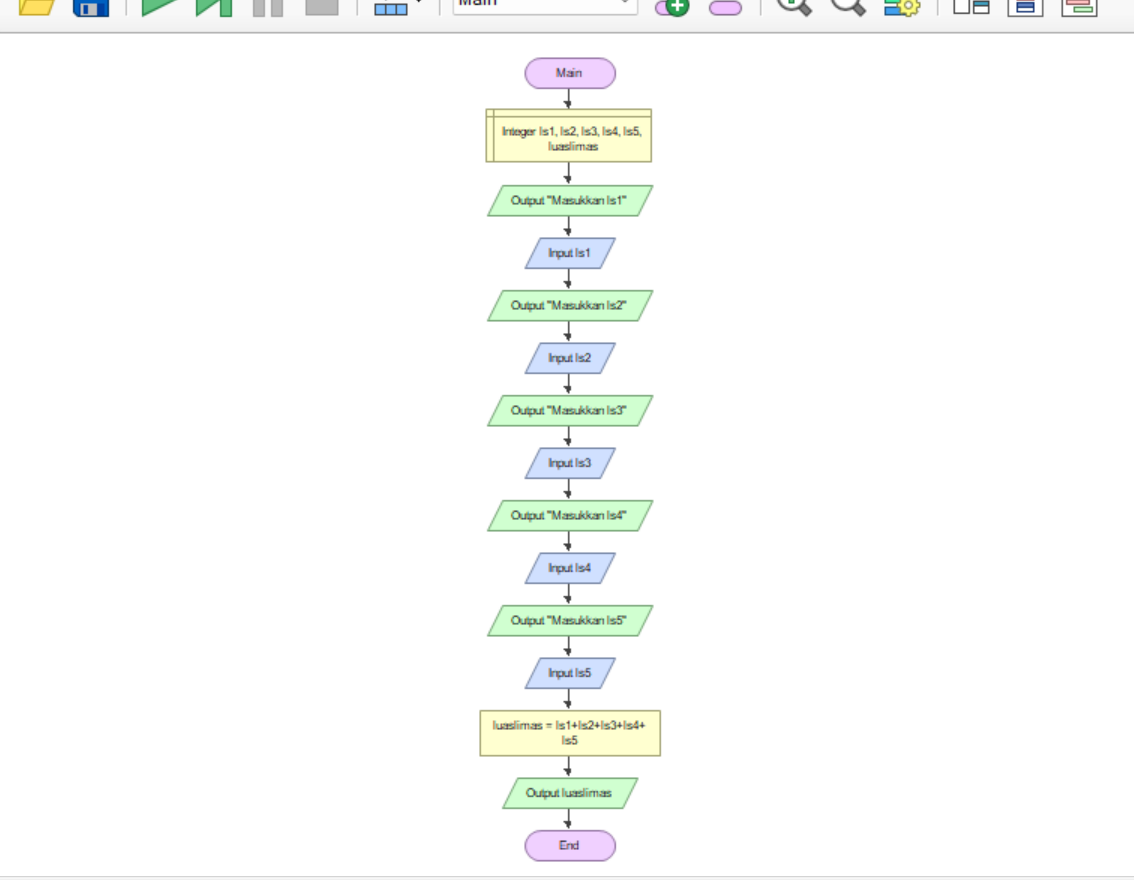 Main
Main
Integer ls1, ls2, ls3, ls4, ls5,
luaslimas
Output "Masukkan ls1"
Input ls1
Output "Masukkan ls2"
Input ls2
Output "Masukkan ls3"
Input ls3
Output "Masukkan ls4"
Input ls4
Output "Masukkan ls5"
Input ls5
luaslimas = ls1+ls2+ls3+ls4+
ls5
Output luaslimas
End